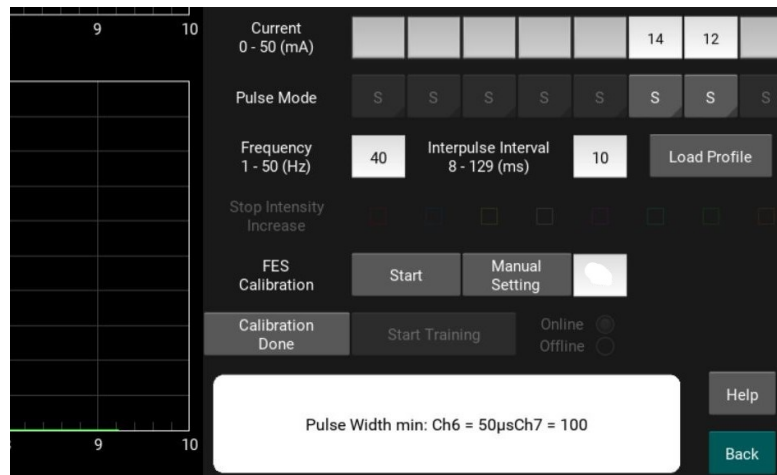 9
10
Current
0 - 50 (mA)
14
12
Pulse Mode
S
S
S
S
S
S
S
S
Frequency
1 - 50 (Hz)
40
Interpulse Interval
8 - 129 (ms)
10
Load Profile
Stop Intensity
Increase
FES
Calibration
Start
Manual
Setting
Calibration
Done
Start Training
Online
Offline
Pulse Width min: Ch6 = 50µsCh7 = 100
Help
Back
9
10